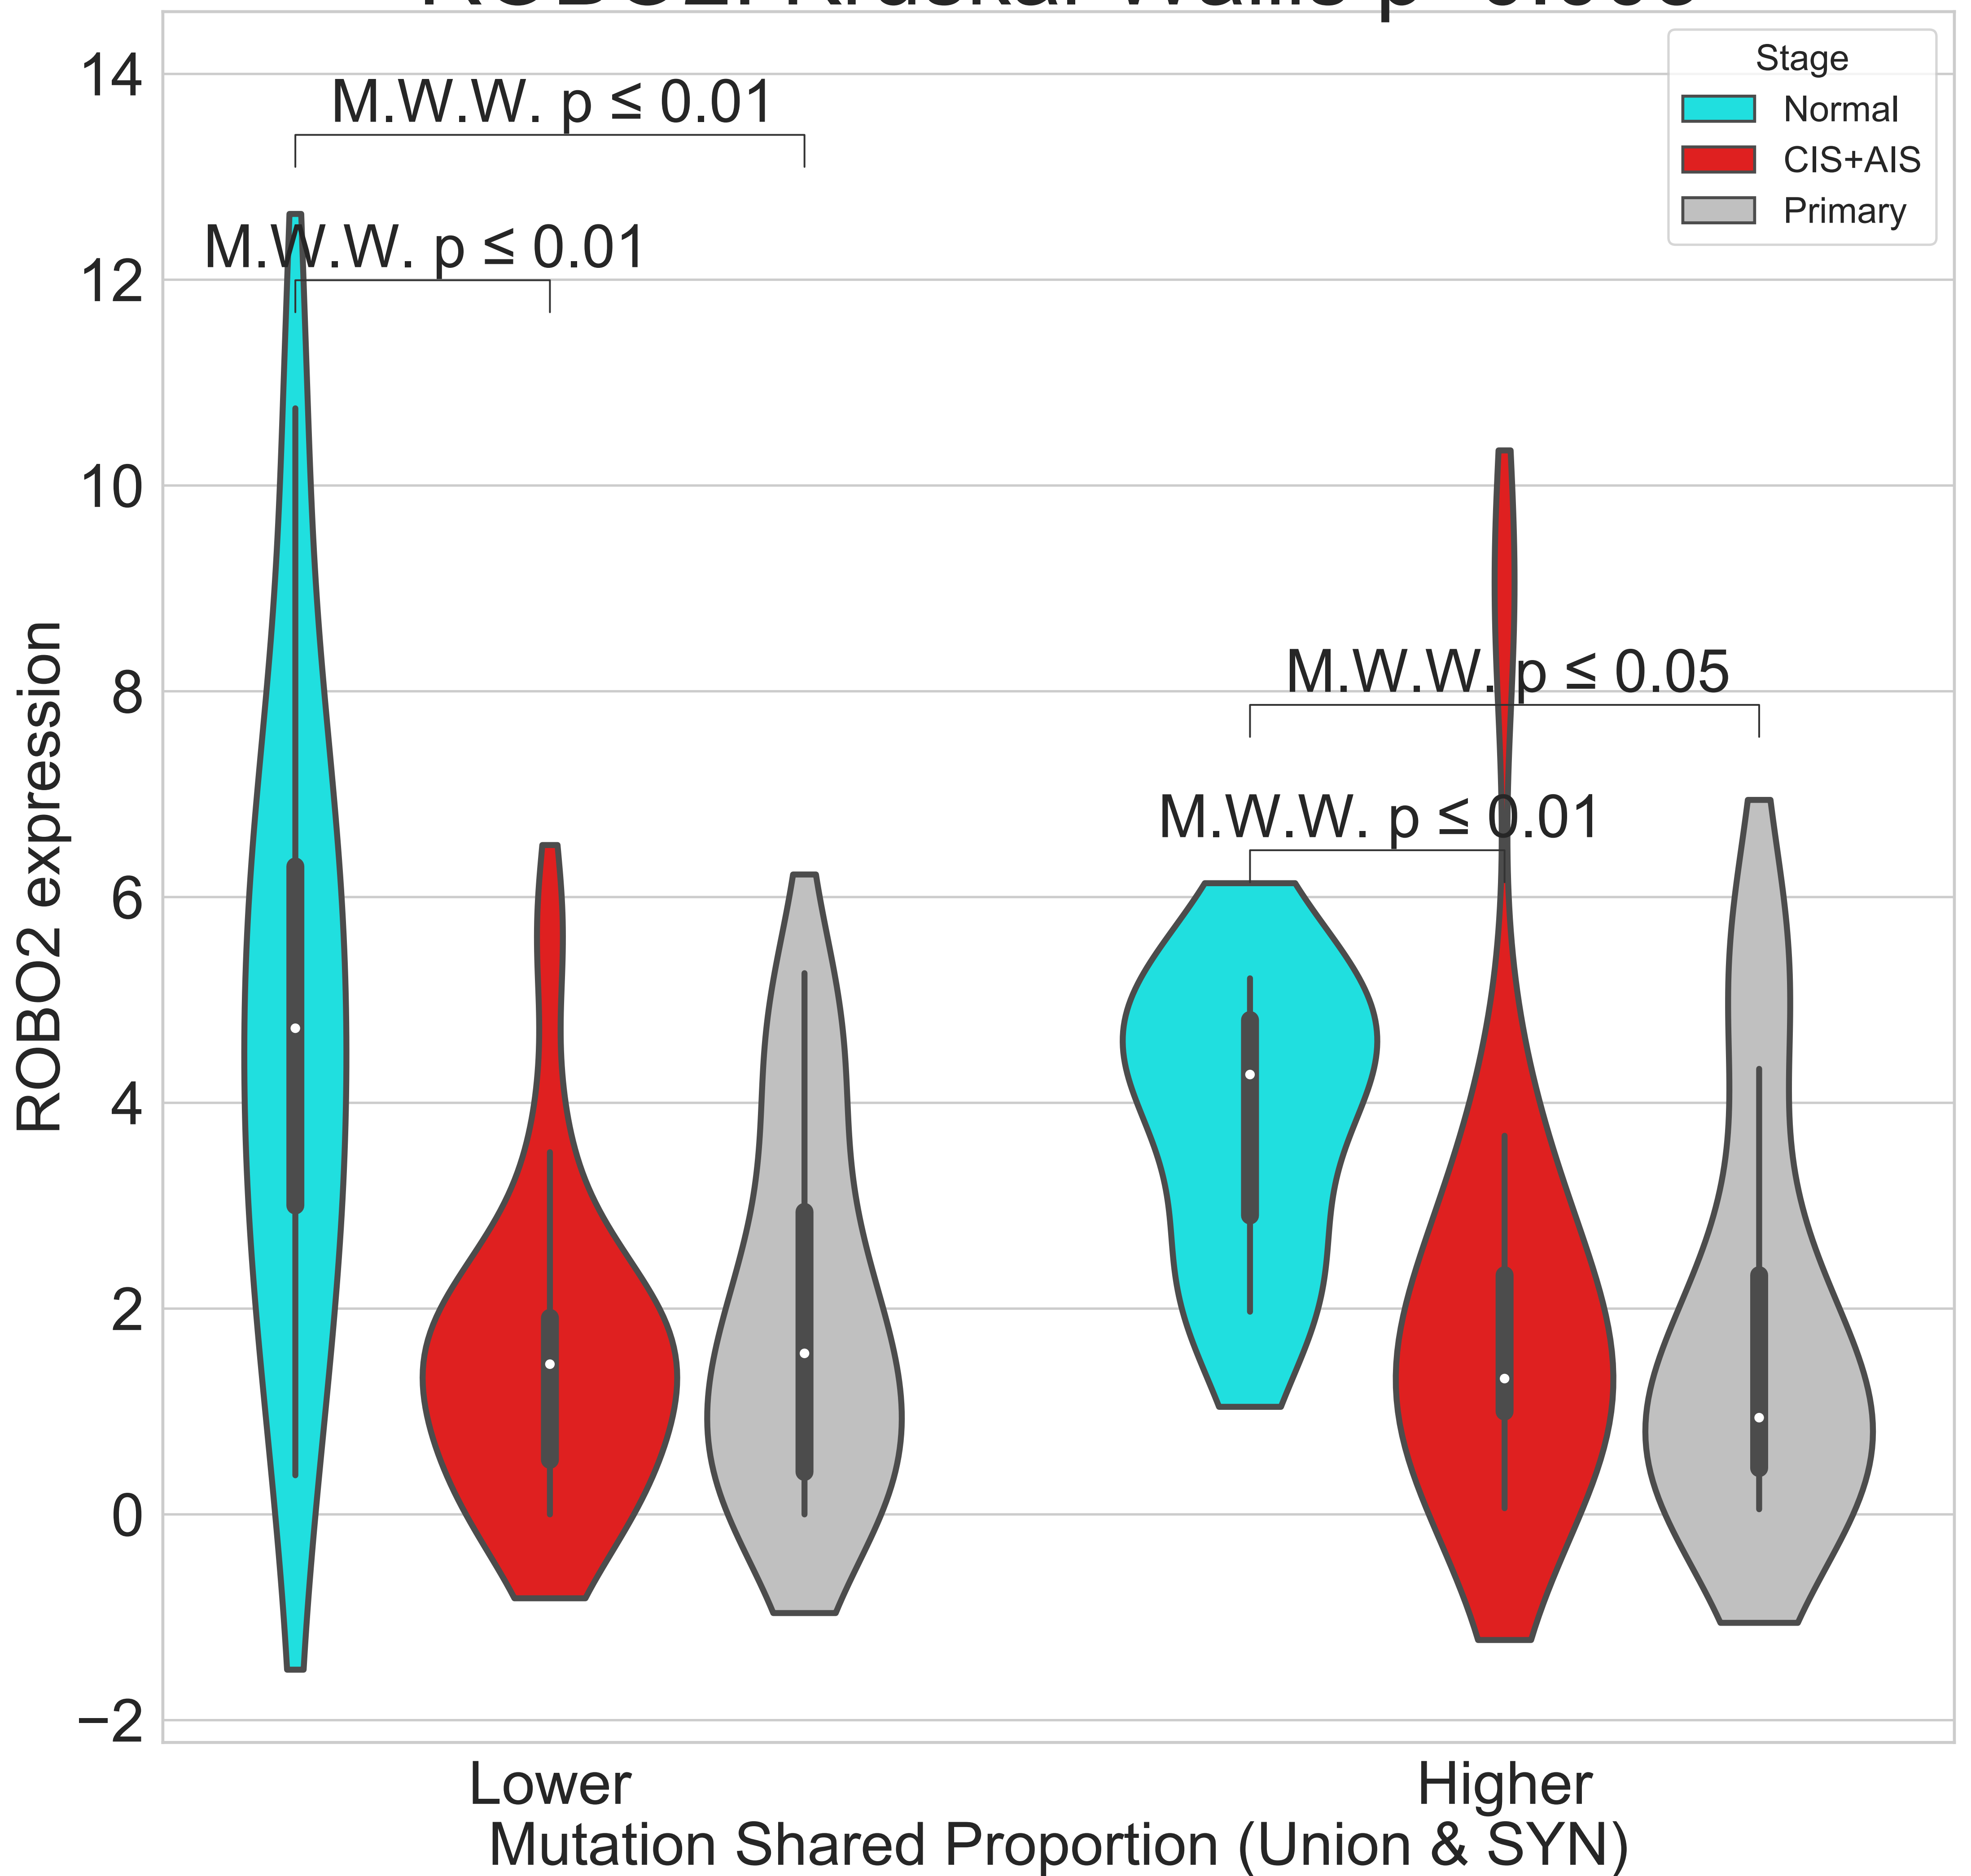 14
12
10
8
6
4
2
0
−2
ROBO2 expression
M.W.W. p ≤ 0.01
M.W.W. p ≤ 0.01
M.W.W. p ≤ 0.05
M.W.W. p ≤ 0.01
Stage
Normal
CIS+AIS
Primary
Lower
Higher
Mutation Shared Proportion (Union & SYN)